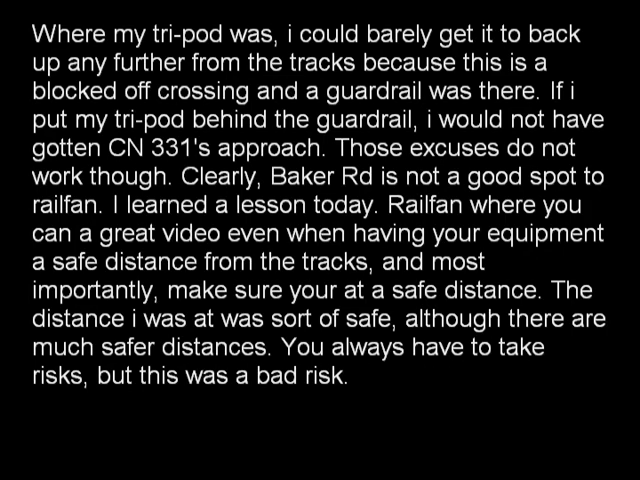 Where my tri-pod was, i could barely get it to back
up any further from the tracks because this is a
blocked off crossing and a guardrail was there. If i
put my tri-pod behind the guardrail, i would not have
gotten CN 331's approach. Those excuses do not
work though. Clearly, Baker Rd is not a good spot to
railfan. I learned a lesson today. Railfan where you
can a great video even when having your equipment
a safe distance from the tracks, and most
importantly, make sure your at a safe distance. The
distance i was at was sort of safe, although there are
much safer distances. You always have to take
risks, but this was a bad risk.